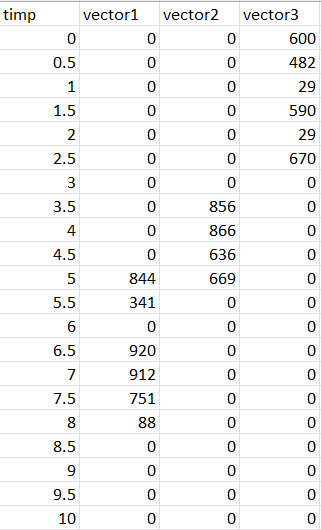 timp vector1 vector2 vector3
0 0 0 600
0.5 0 0 482
1 0 0 29
1.5 0 0 590
2 0 0 29
2.5 0 0 670
3 0 0 0
3.5 0 856 0
4 0 866 0
4.5 0 636 0
5 844 669 0
5.5 341 0 0
6 0 0 0
6.5 920 0 0
7 912 0 0
7.5 751 0 0
8 88 0 0
8.5 0 0 0
9 0 0 0
9.5 0 0 0
10 0 0 0